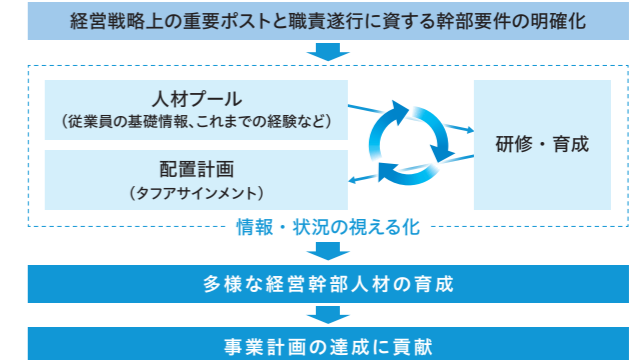 経営戦略上の重要ポストと職責遂行に資する幹部要件の明確化
人材プール
（従業員の基礎情報、これまでの経験など）
配置計画
（タフアサインメント）
研修・育成
情報・状況の視える化
多様な経営幹部人材の育成
事業計画の達成に貢献